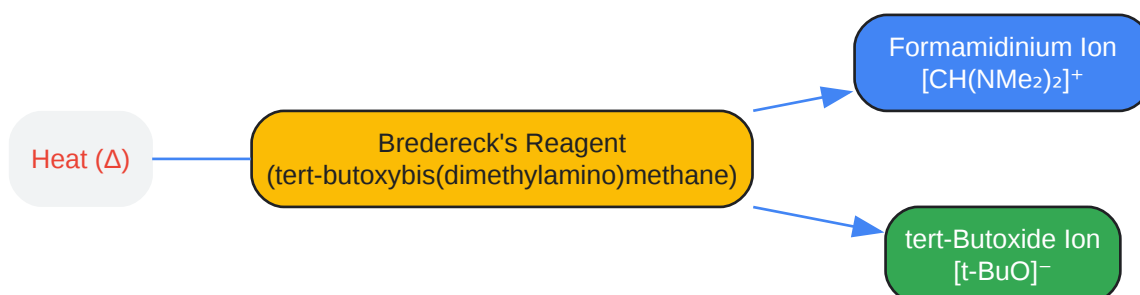 Heat (Δ)
Bredereck's Reagent
(tert-butoxybis(dimethylamino)methane)
Formamidinium Ion
[CH(NMe₂)₂]⁺
tert-Butoxide Ion
[t-BuO]⁻